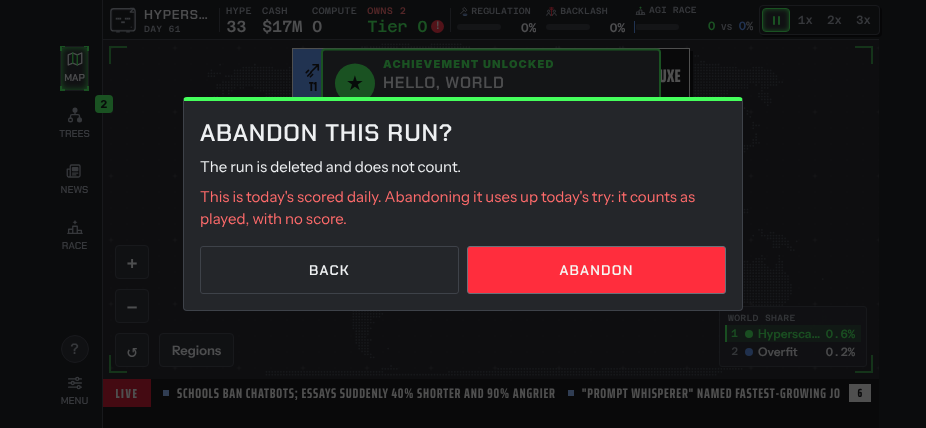 HYPERS...
DAY 61
HYPE
33
CASH
$17M
COMPUTE
0
OWNS 2
Tier 0
REGULATION
0%
BACKLASH
0%
AGI RACE
0 vs 0%
1x
2x
3x
MAP
2
TREES
NEWS
RACE
?
MENU
11
ACHIEVEMENT UNLOCKED
HELLO, WORLD
UXE
ABANDON THIS RUN?
The run is deleted and does not count.
This is today's scored daily. Abandoning it uses up today's try: it counts as
played, with no score.
BACK
ABANDON
+
−
↺
Regions
WORLD SHARE
1 Hypersca... 0.6%
2 Overfit 0.2%
LIVE
SCHOOLS BAN CHATBOTS; ESSAYS SUDDENLY 40% SHORTER AND 90% ANGRIER
"PROMPT WHISPERER" NAMED FASTEST-GROWING JO
6